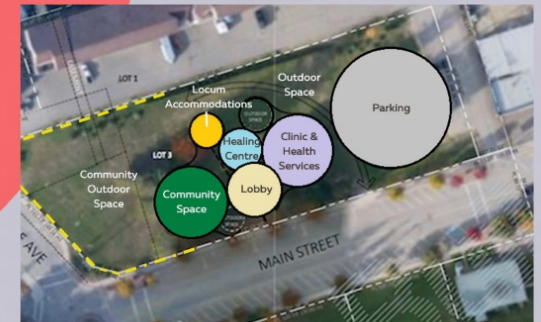 LOT 1
Outdoor
Space
Locum
Accommodations
Parking
OUTDOOR
SPACE
Clinic &
Health
Services
Healing
Centre
LOT 3
Community
Outdoor
Space
Community
Space
Lobby
MAIN STREET
AVE